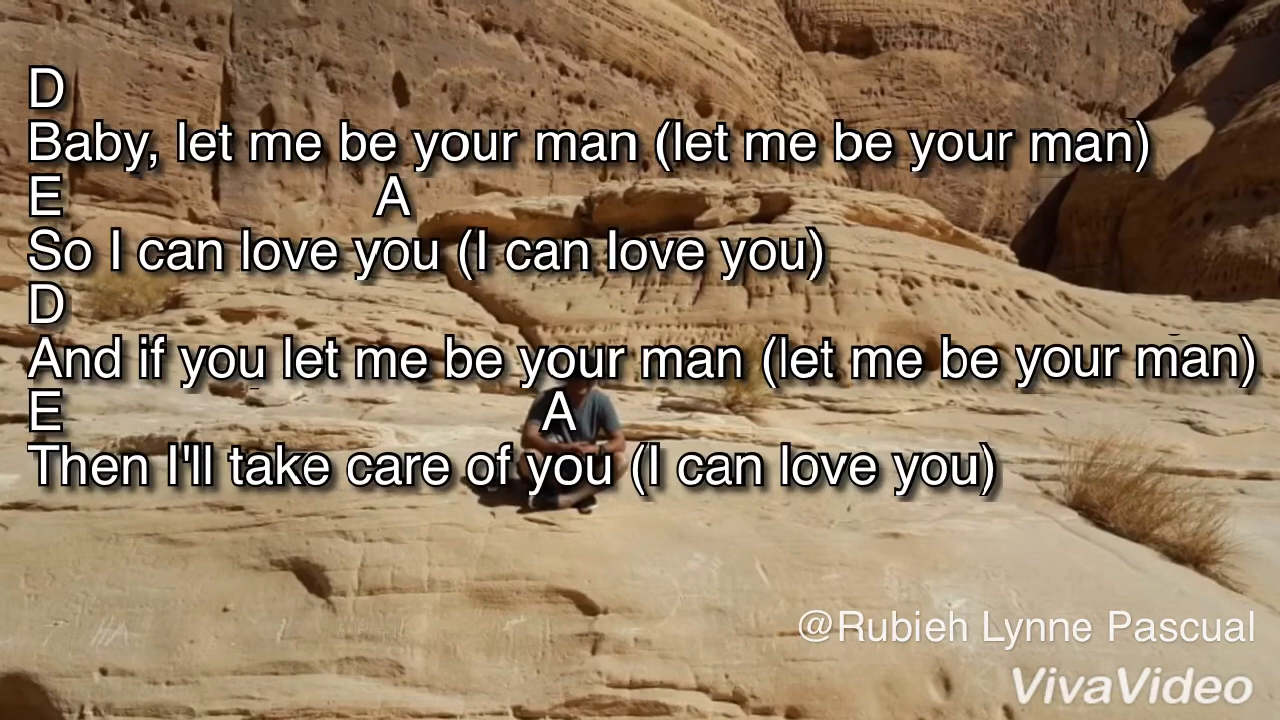 D
Baby, let me be your man (let me be your man)
E A
So I can love you (I can love you)
D
And if you let me be your man (let me be your man)
E A
Then I'll take care of you (I can love you)
@Rubieh Lynne Pascual
VivaVideo